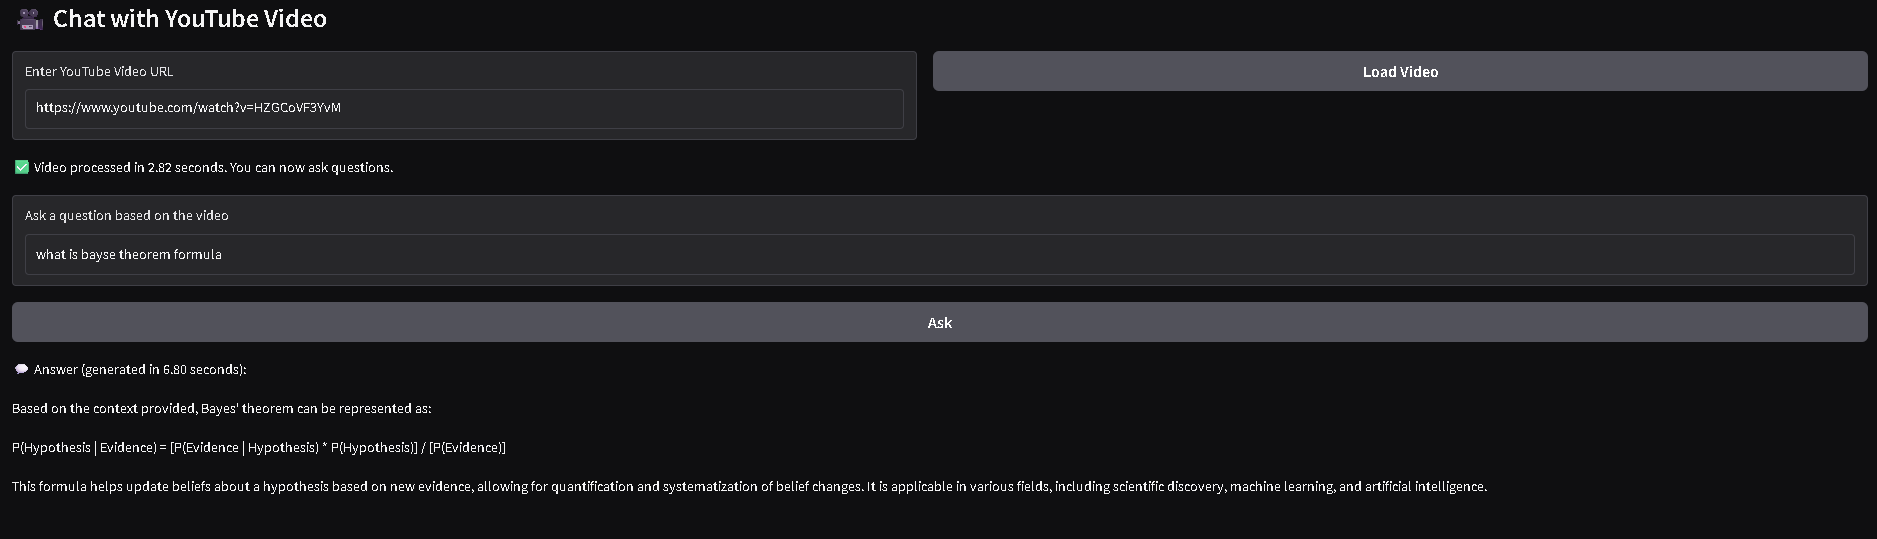 Chat with YouTube Video
Enter YouTube Video URL
Load Video
https://www.youtube.com/watch?v=HZGCoVF3YvM
Video processed in 2.82 seconds. You can now ask questions.
Ask a question based on the video
what is bayse theorem formula
Ask
Answer (generated in 6.80 seconds):
Based on the context provided, Bayes' theorem can be represented as:
P(Hypothesis | Evidence) = [P(Evidence | Hypothesis) * P(Hypothesis)] / [P(Evidence)]
This formula helps update beliefs about a hypothesis based on new evidence, allowing for quantification and systematization of belief changes. It is applicable in various fields, including scientific discovery, machine learning, and artificial intelligence.